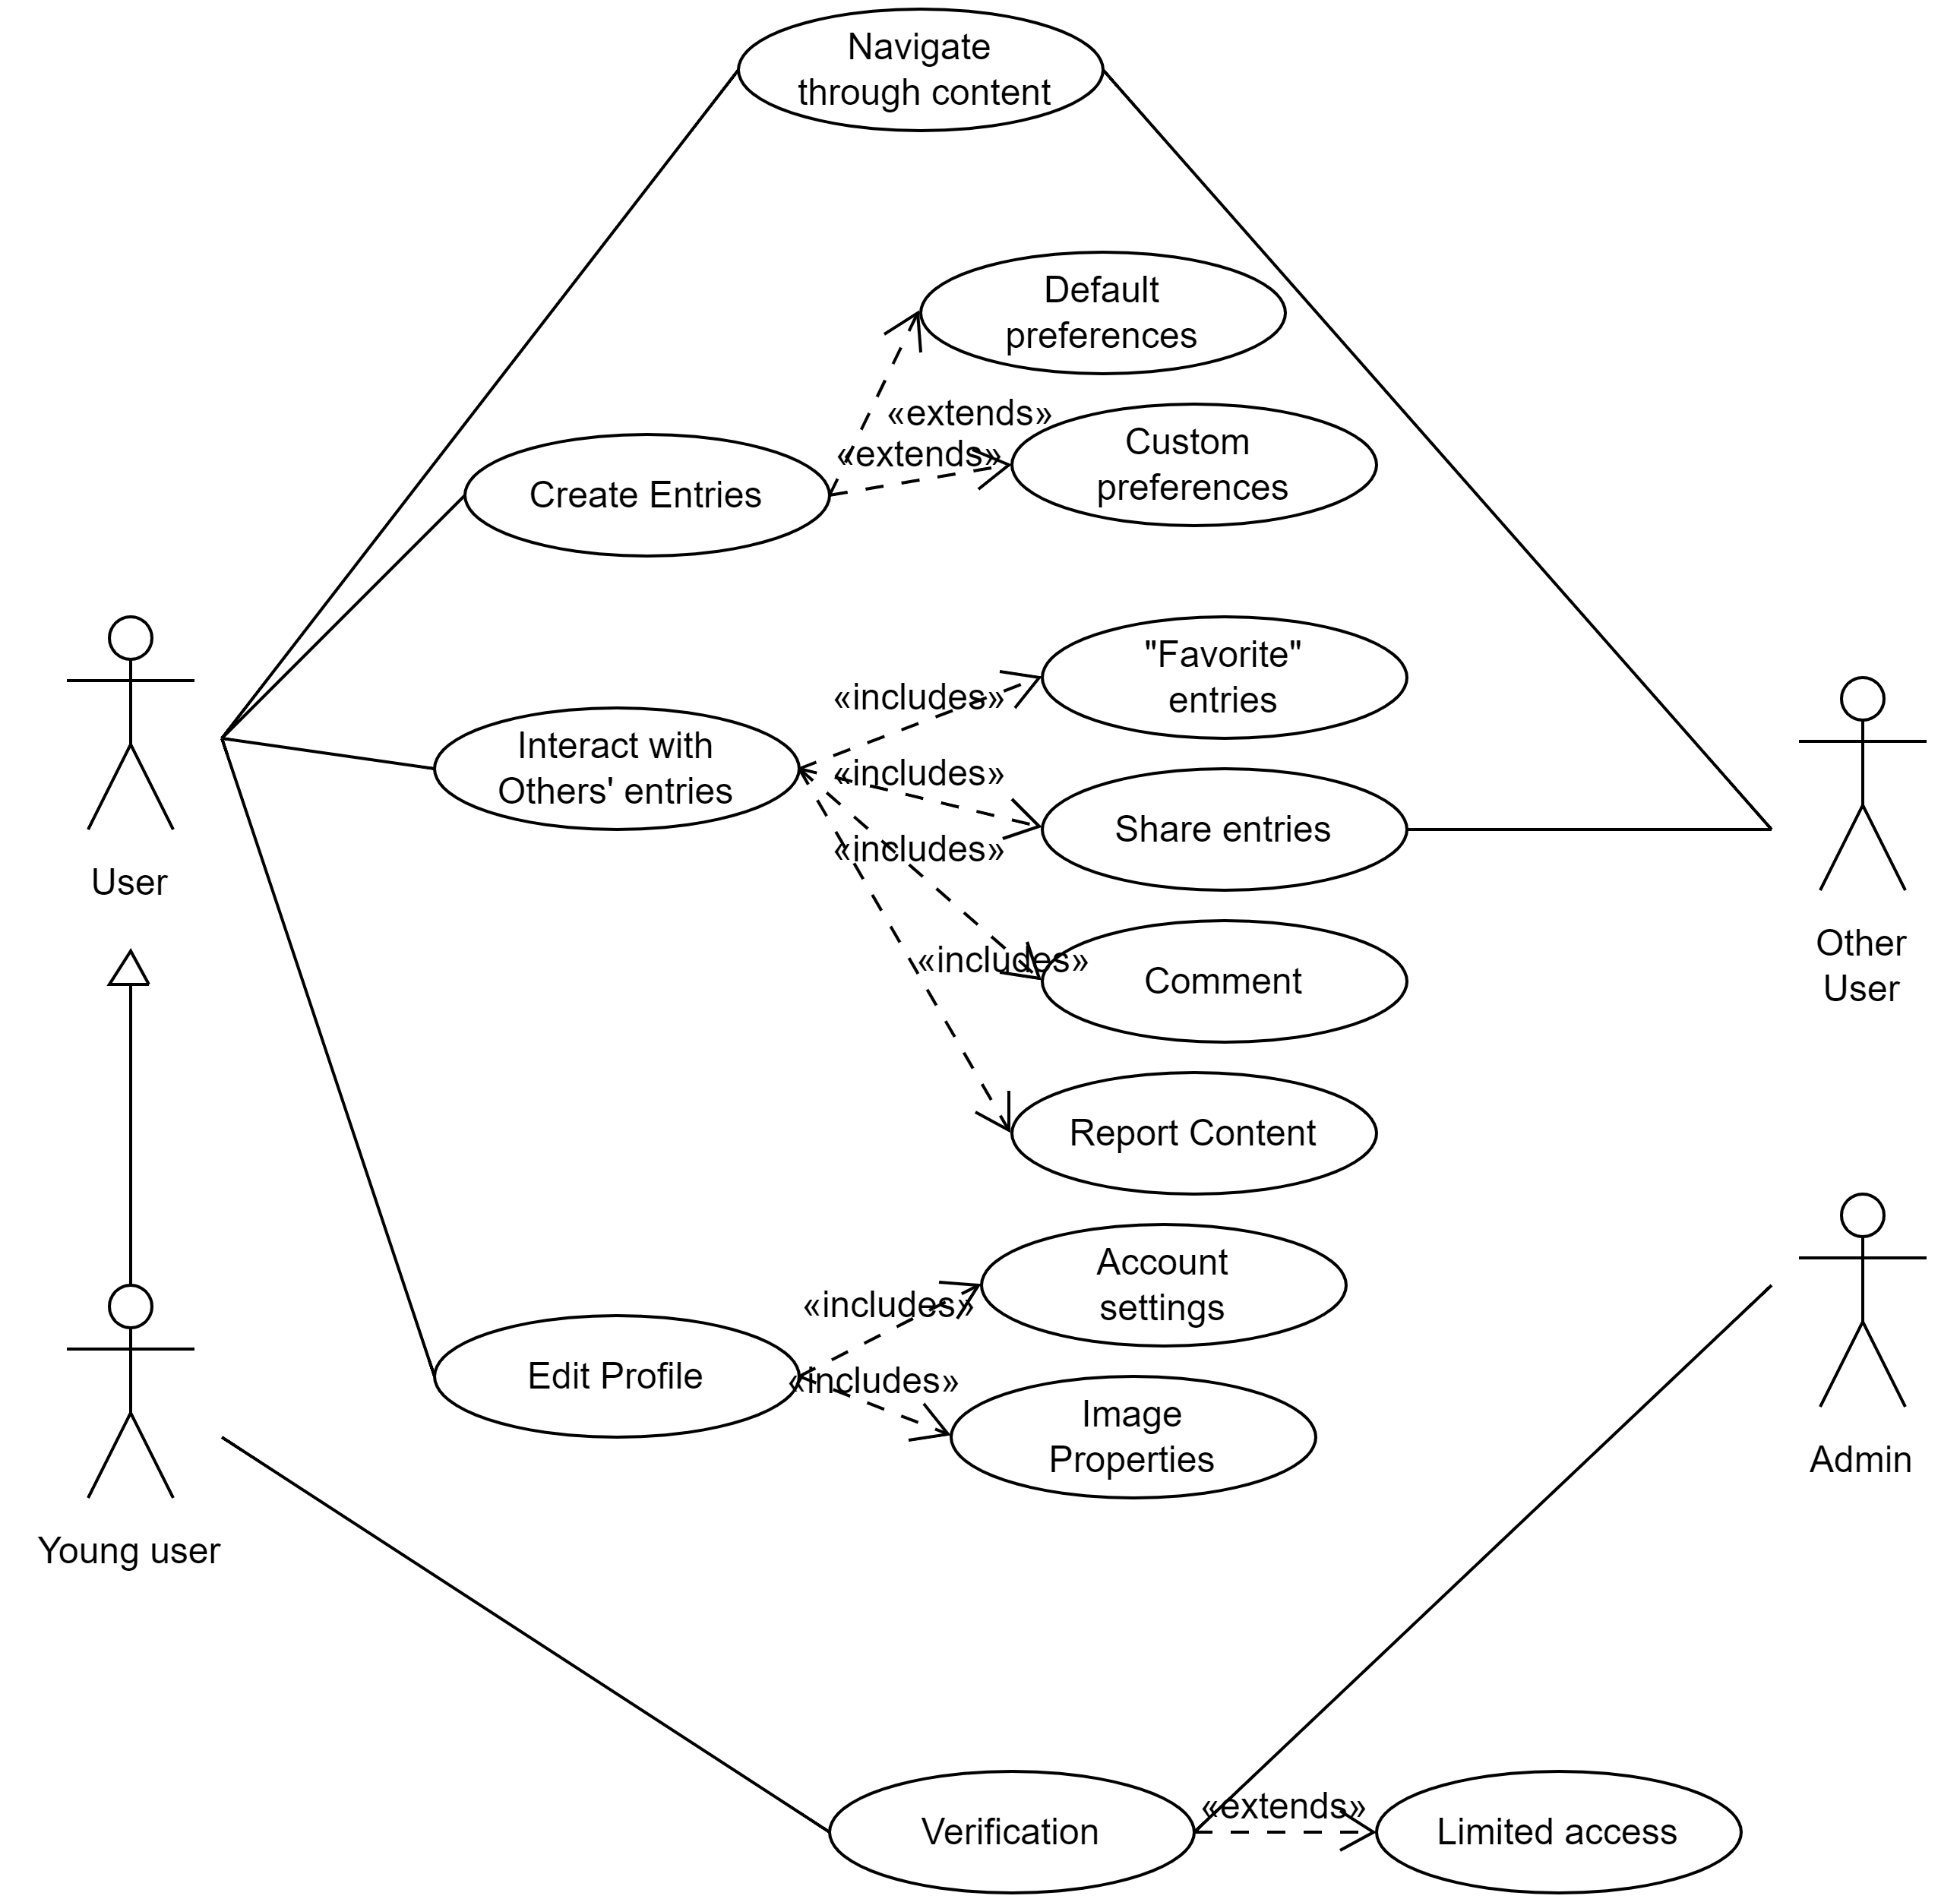 Navigate
through content
Default
preferences
«extends»
Custom
preferences
«extends»
Create Entries
"Favorite"
entries
«includes»
Interact with
Others' entries
«includes»
Share entries
«includes»
User
Other
User
«includes»
Comment
Report Content
Account
settings
«includes»
Edit Profile
«includes»
Image
Properties
Admin
Young user
«extends»
Verification
Limited access